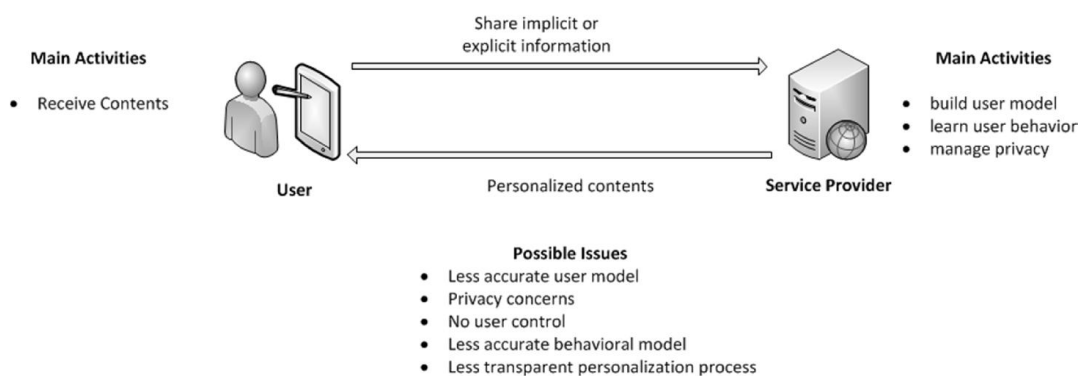 Share implicit or
explicit information
Main Activities
• Receive Contents
User
Personalized contents
Main Activities
• build user model
• learn user behavior
• manage privacy
Service Provider
Possible Issues
• Less accurate user model
• Privacy concerns
• No user control
• Less accurate behavioral model
• Less transparent personalization process